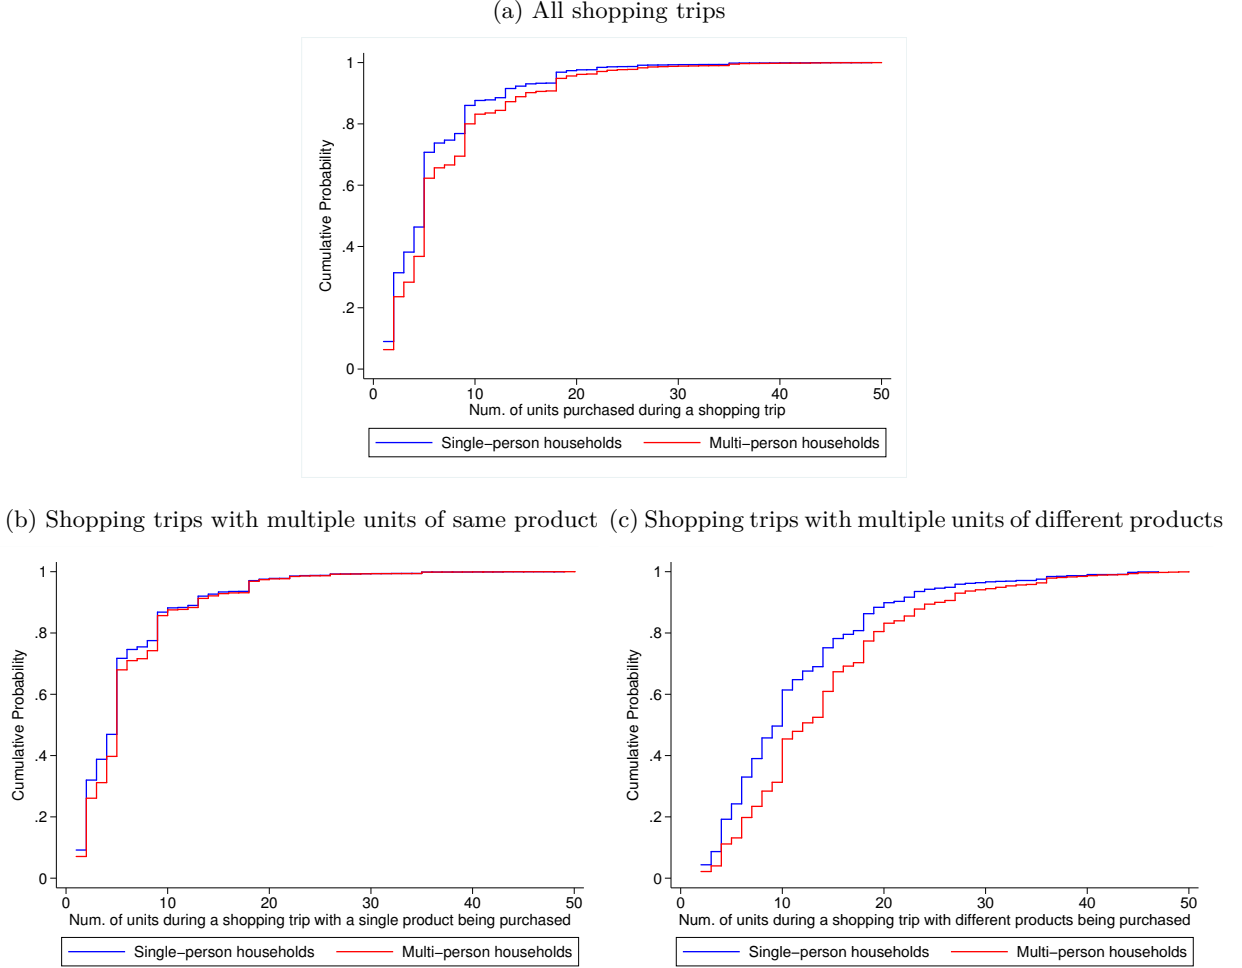 (a) All shopping trips
1
.8
.6
.4
.2
0
Cumulative Probability
0 10 20 30 40 50
Num. of units purchased during a shopping trip
Single−person households Multi−person households
(b) Shopping trips with multiple units of same product
1
.8
.6
.4
.2
0
Cumulative Probability
0 10 20 30 40 50
Num. of units during a shopping trip with a single product being purchased
Single−person households Multi−person households
(c) Shopping trips with multiple units of different products
1
.8
.6
.4
.2
0
Cumulative Probability
0 10 20 30 40 50
Num. of units during a shopping trip with different products being purchased
Single−person households Multi−person households